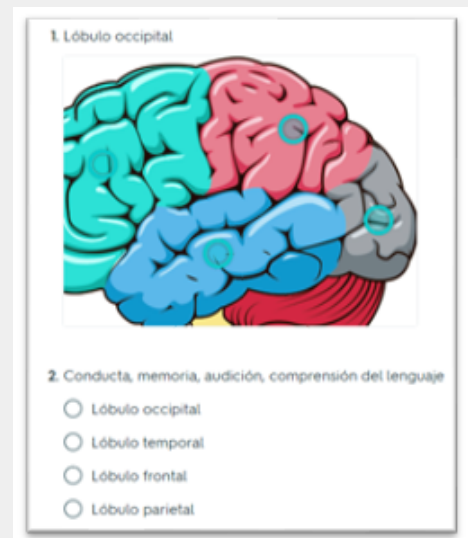 1. Lóbulo occipital
2. Conducta, memoria, audición, comprensión del lenguaje
Lóbulo occipital
Lóbulo temporal
Lóbulo frontal
Lóbulo parietal